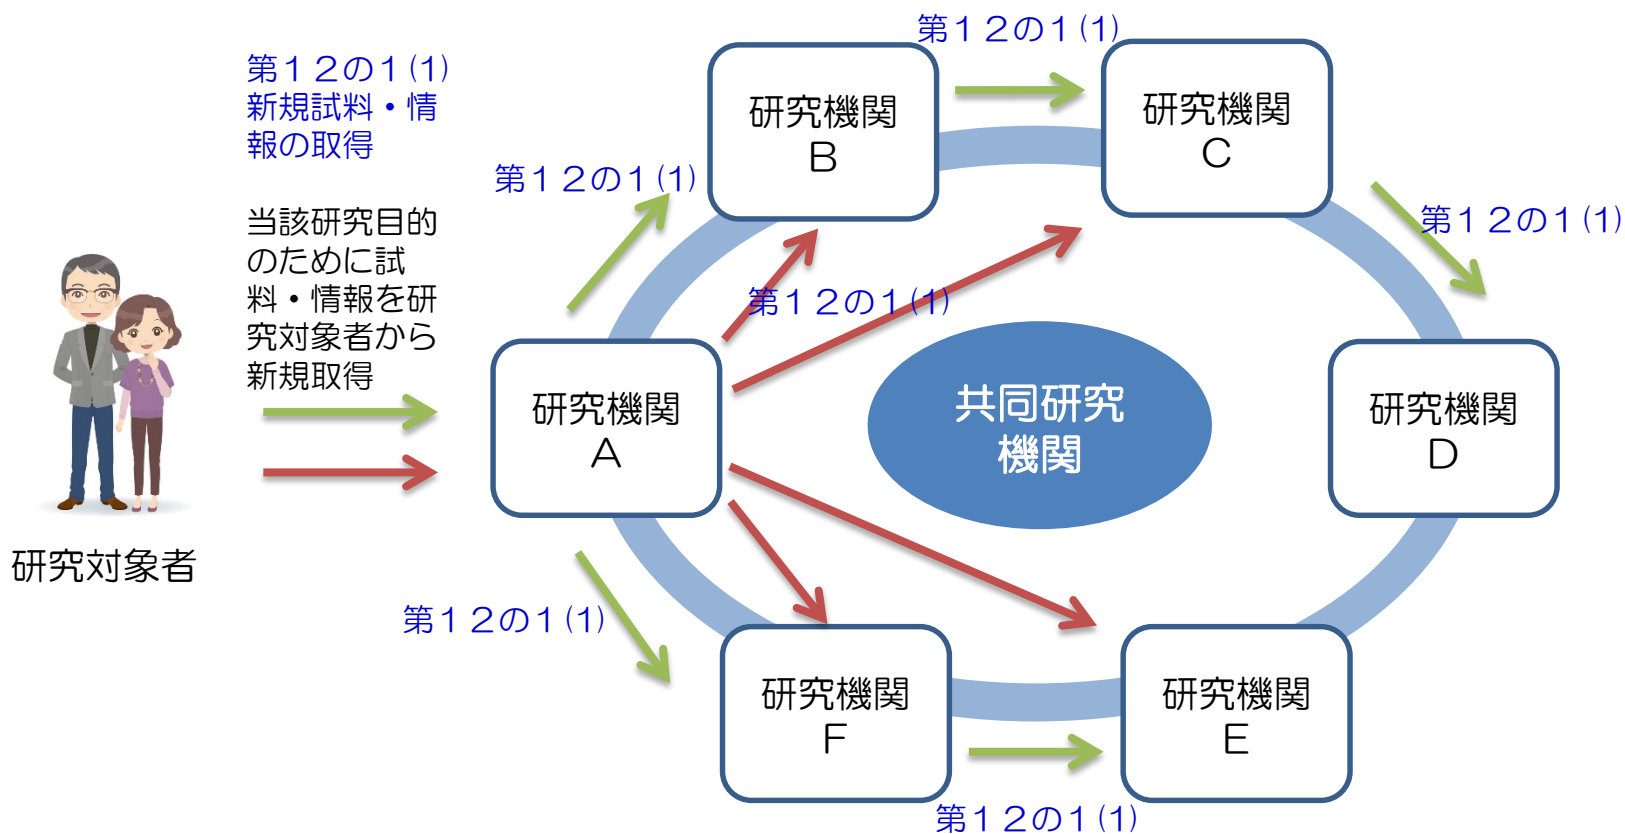 第１２の１(1)
新規試料・情
報の取得
当該研究目的
のために試
料・情報を研
究対象者から
新規取得
研究対象者
第１２の１(1)
研究機関
B
第１２の１(1)
研究機関
C
第１２の１(1)
第１２の１(1)
研究機関
A
共同研究
機関
研究機関
D
第１２の１(1)
研究機関
F
研究機関
E
第１２の１(1)